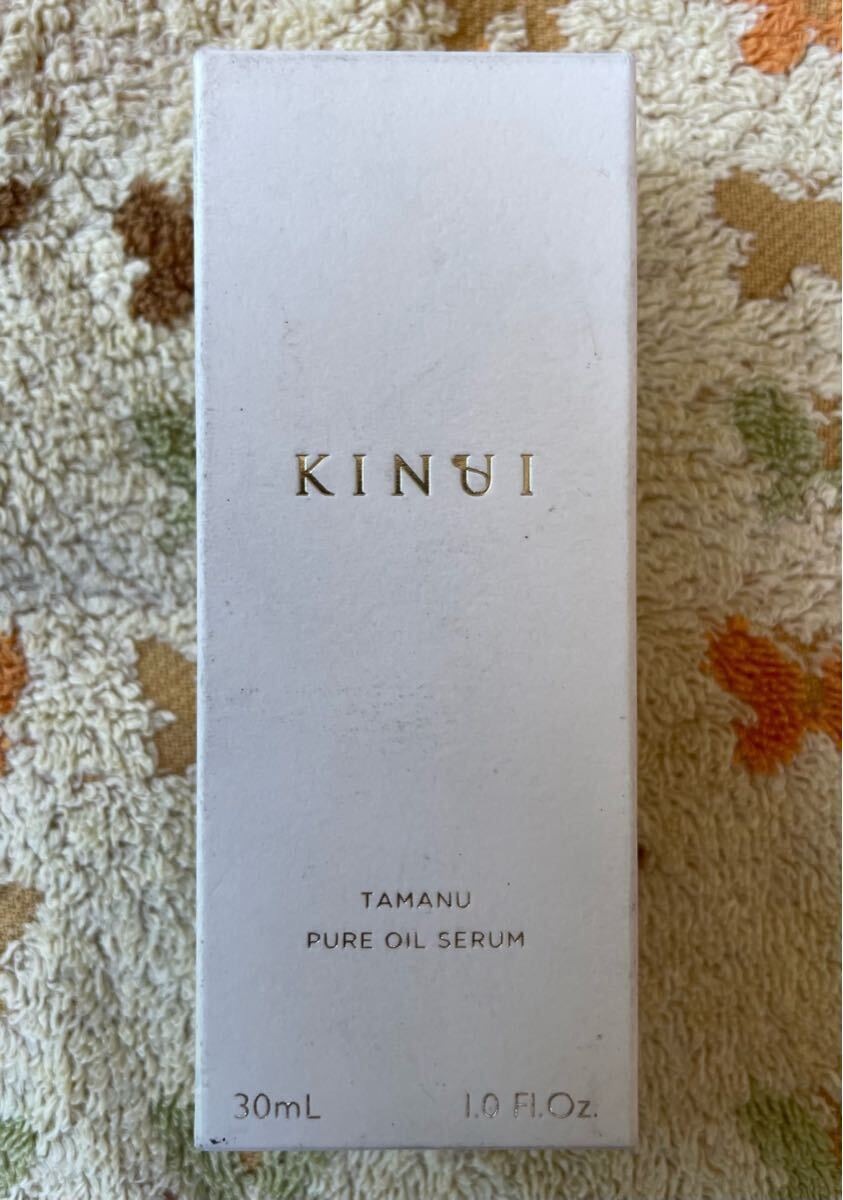 KINUI
TAMANU
PURE OIL SERUM
30mL 1.0 Fl.Oz.